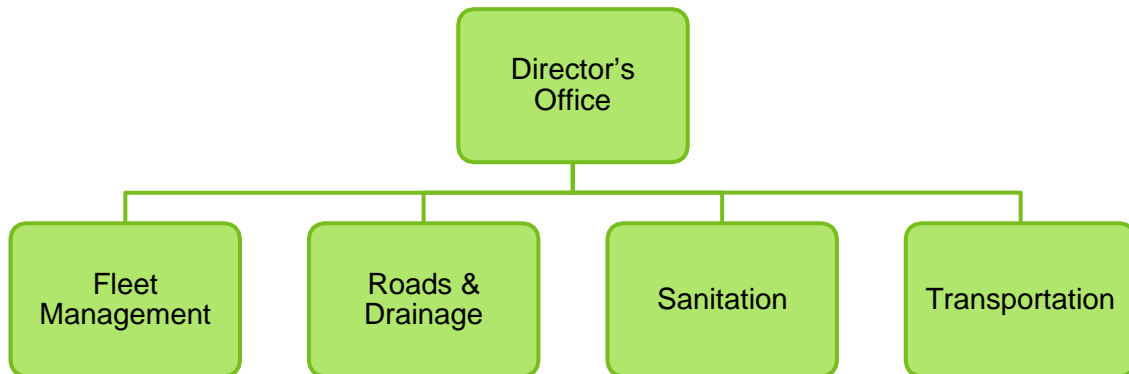 Director’s
Office
Fleet
Management
Roads &
Drainage
Sanitation
Transportation